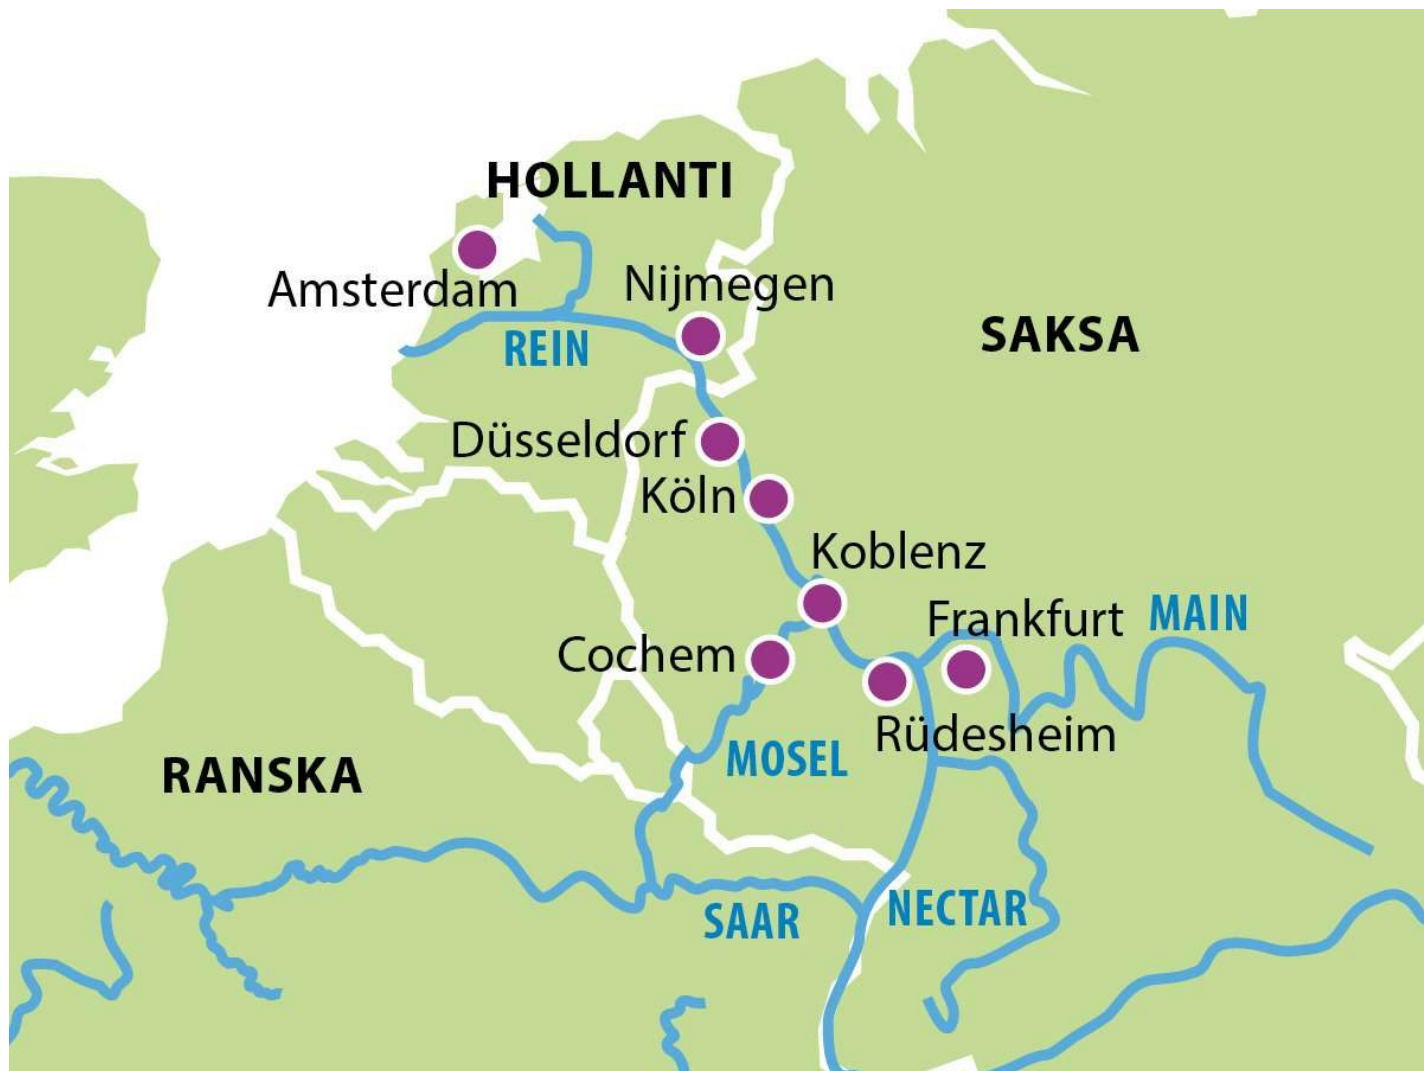 HOLLANTI
Amsterdam
Nijmegen
REIN
SAKSA
Düsseldorf
Köln
Koblenz
Frankfurt
MAIN
Cochem
Rüdesheim
MOSEL
RANSKA
SAAR
NECTAR